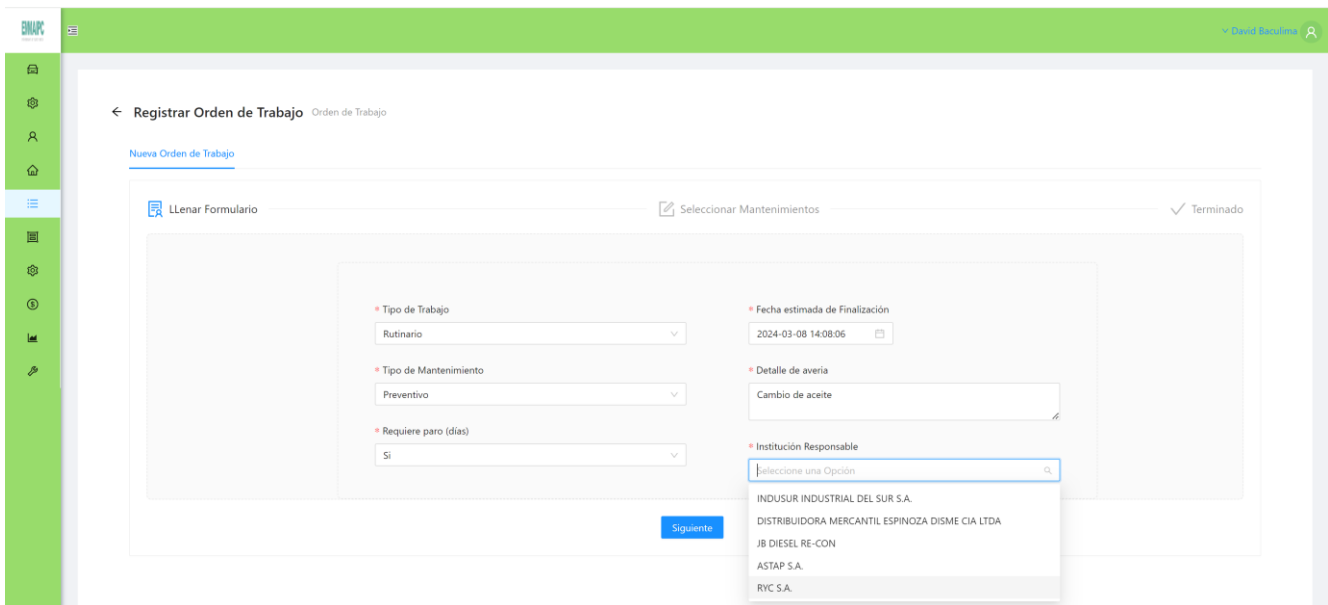 EMMAIPC
David Baculima
Registrar Orden de Trabajo Orden de Trabajo
Nueva Orden de Trabajo
LLenar Formulario
Seleccionar Mantenimientos
Terminado
* Tipo de Trabajo
Rutinario
* Fecha estimada de Finalización
2024-03-08 14:08:06
* Tipo de Mantenimiento
Preventivo
* Detalle de averia
Cambio de aceite
* Requiere paro (días)
Si
* Institución Responsable
Seleccione una Opción
INDUSUR INDUSTRIAL DEL SUR S.A.
DISTRIBUIDORA MERCANTIL ESPINOZA DISME CIA LTDA
JB DIESEL RE-CON
ASTAP S.A.
RYC S.A.
Siguiente